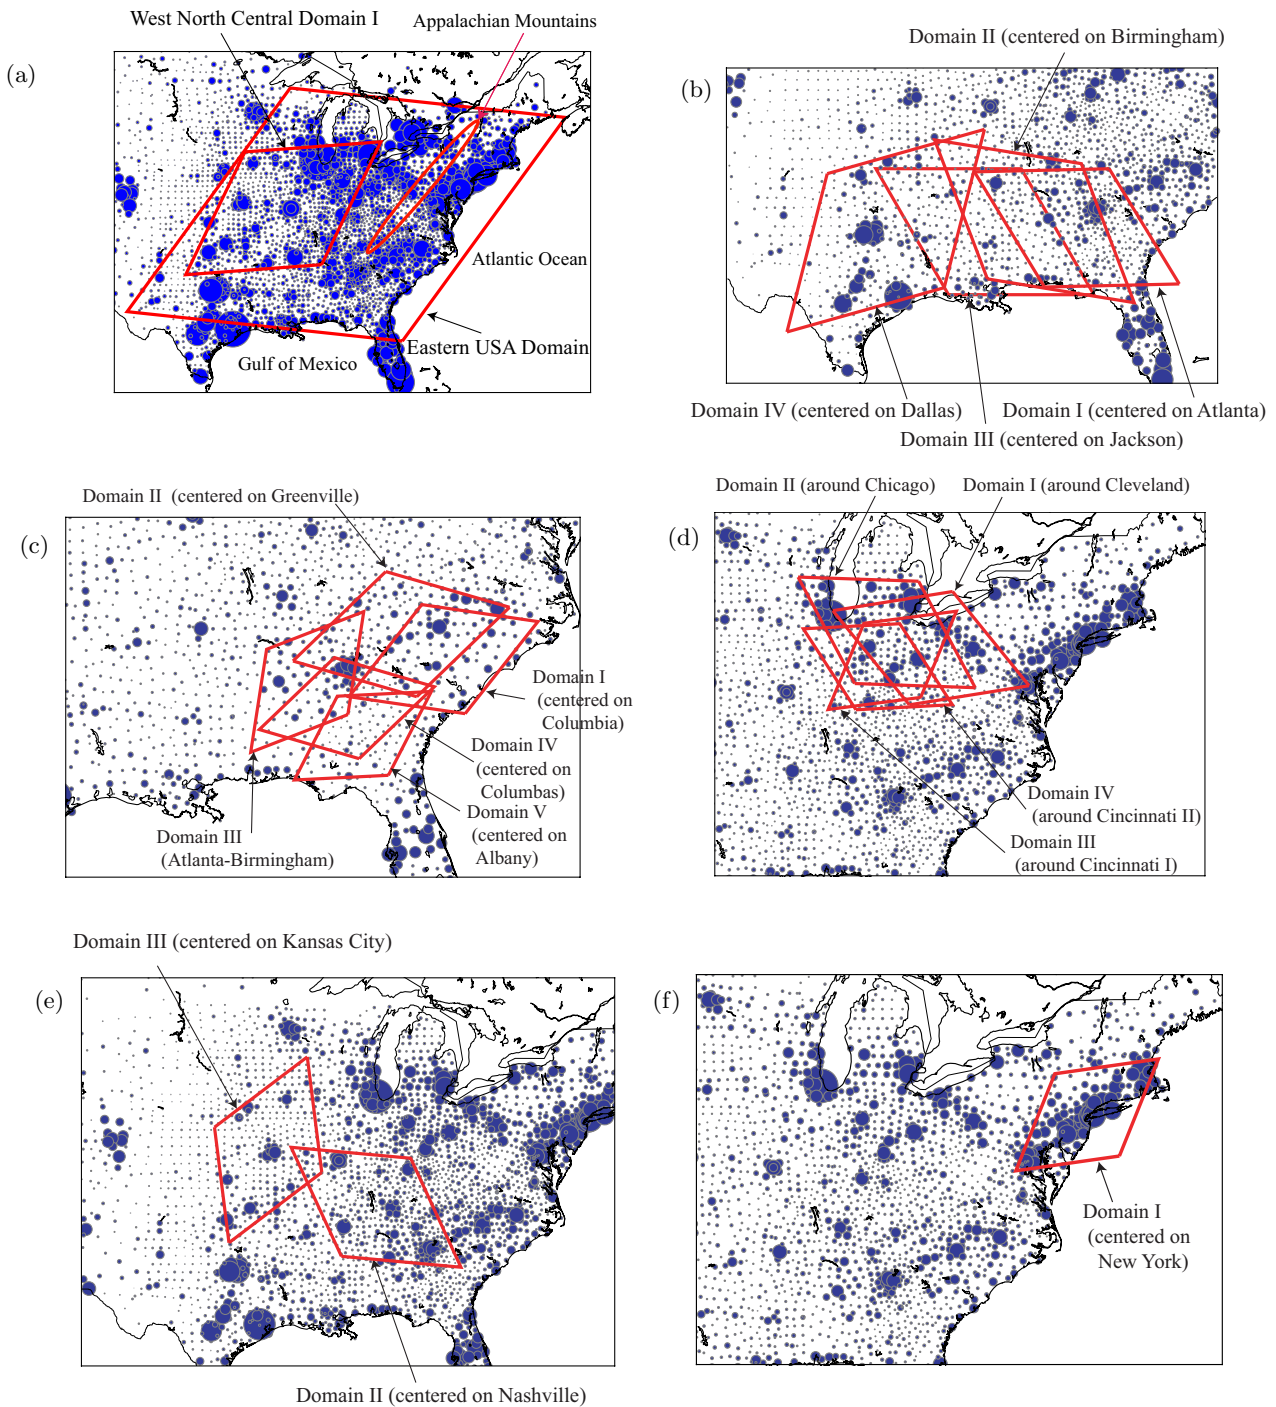 West North Central Domain I
Appalachian Mountains
(a)
Atlantic Ocean
Eastern USA Domain
Gulf of Mexico
Domain II (centered on Birmingham)
(b)
Domain IV (centered on Dallas)
Domain I (centered on Atlanta)
Domain III (centered on Jackson)
Domain II (centered on Greenville)
(c)
Domain I
(centered on
Columbia)
Domain IV
(centered on
Columbas)
Domain V
(centered on
Albany)
Domain III
(Atlanta-Birmingham)
Domain II (around Chicago)
Domain I (around Cleveland)
(d)
Domain IV
(around Cincinnati II)
Domain III
(around Cincinnati I)
Domain III (centered on Kansas City)
(e)
Domain II (centered on Nashville)
(f)
Domain I
(centered on
New York)